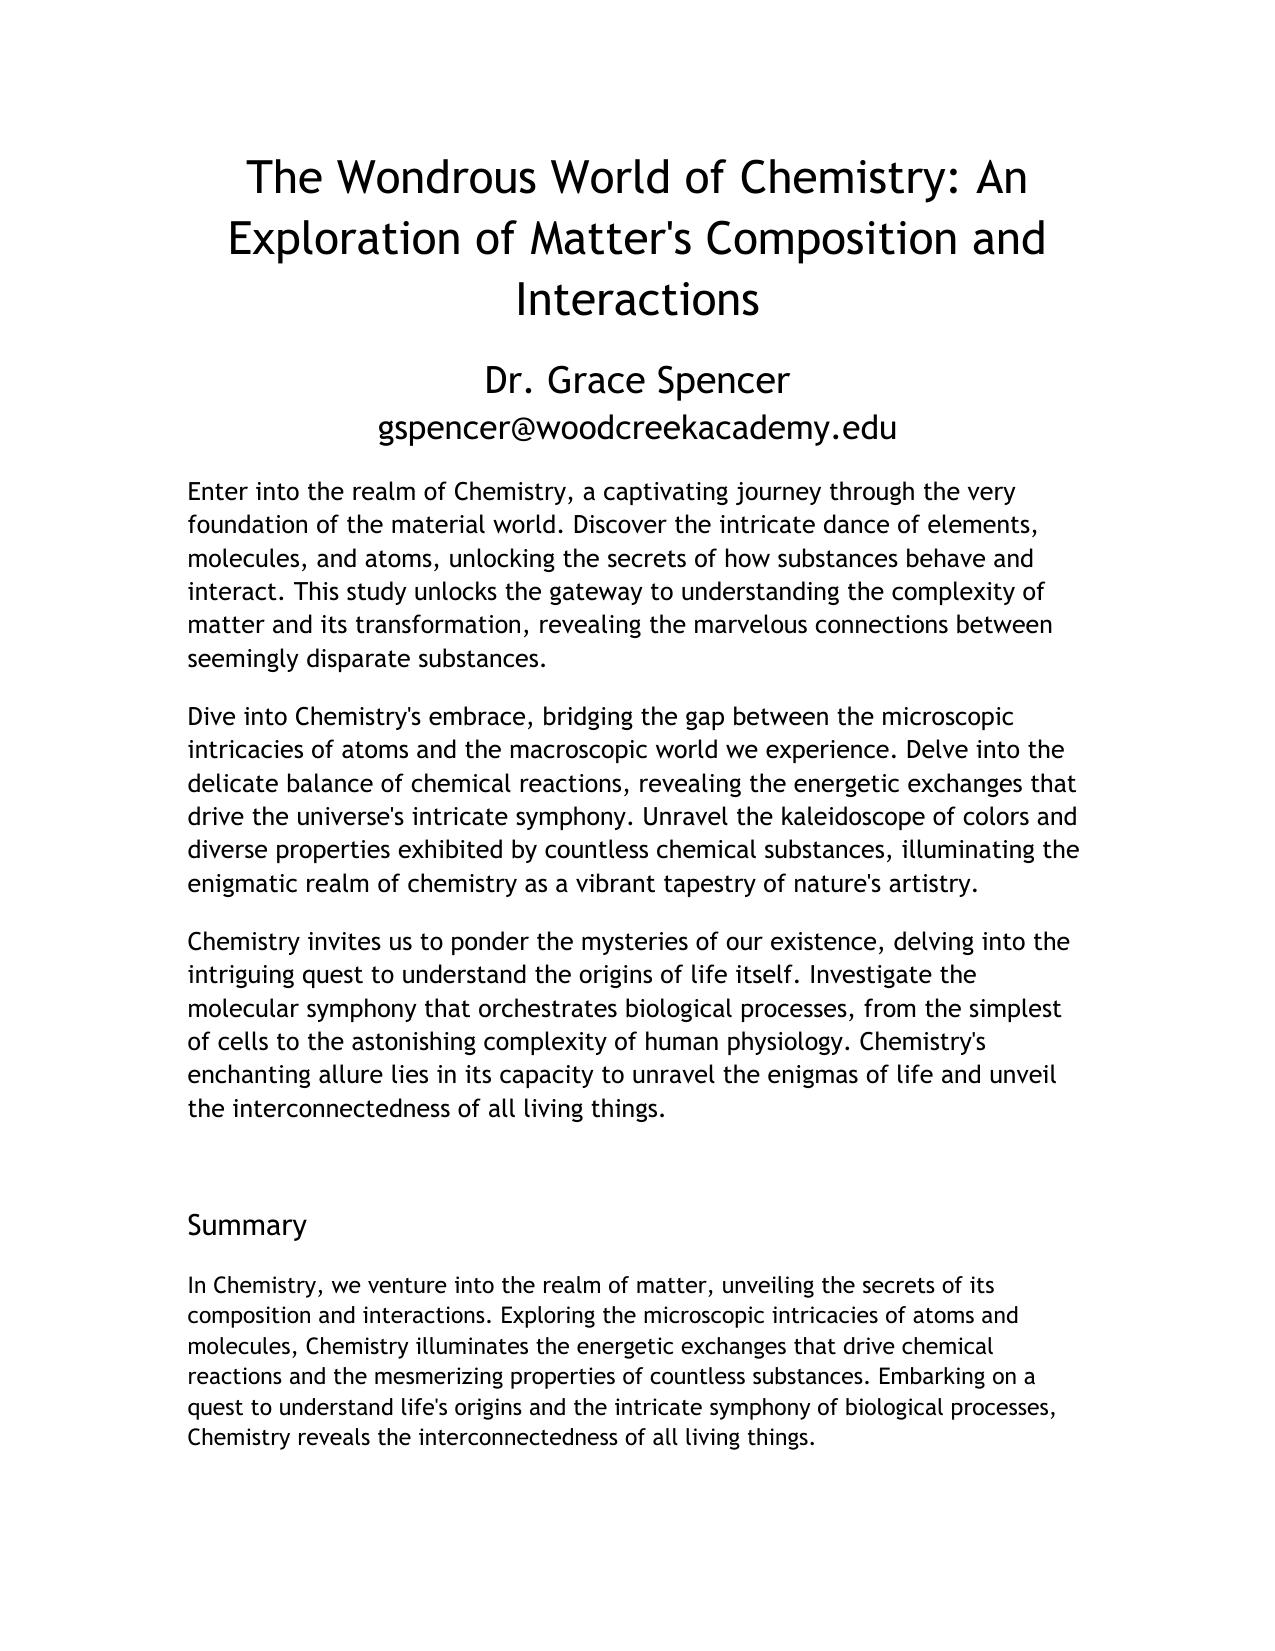 The Wondrous World of Chemistry: An
Exploration of Matter's Composition and
Interactions
Dr. Grace Spencer
gspencer@woodcreekacademy.edu
Enter into the realm of Chemistry, a captivating journey through the very
foundation of the material world. Discover the intricate dance of elements,
molecules, and atoms, unlocking the secrets of how substances behave and
interact. This study unlocks the gateway to understanding the complexity of
matter and its transformation, revealing the marvelous connections between
seemingly disparate substances.
Dive into Chemistry's embrace, bridging the gap between the microscopic
intricacies of atoms and the macroscopic world we experience. Delve into the
delicate balance of chemical reactions, revealing the energetic exchanges that
drive the universe's intricate symphony. Unravel the kaleidoscope of colors and
diverse properties exhibited by countless chemical substances, illuminating the
enigmatic realm of chemistry as a vibrant tapestry of nature's artistry.
Chemistry invites us to ponder the mysteries of our existence, delving into the
intriguing quest to understand the origins of life itself. Investigate the
molecular symphony that orchestrates biological processes, from the simplest
of cells to the astonishing complexity of human physiology. Chemistry's
enchanting allure lies in its capacity to unravel the enigmas of life and unveil
the interconnectedness of all living things.
Summary
In Chemistry, we venture into the realm of matter, unveiling the secrets of its
composition and interactions. Exploring the microscopic intricacies of atoms and
molecules, Chemistry illuminates the energetic exchanges that drive chemical
reactions and the mesmerizing properties of countless substances. Embarking on a
quest to understand life's origins and the intricate symphony of biological processes,
Chemistry reveals the interconnectedness of all living things.